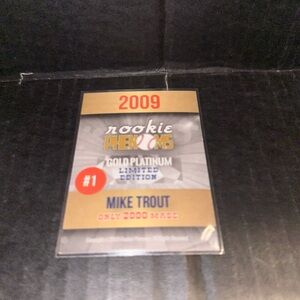 2009
rookie
PHENOMS
GOLD PLATINUM
LIMITED
EDITION
#1
MIKE TROUT
ONLY 2000 MADE